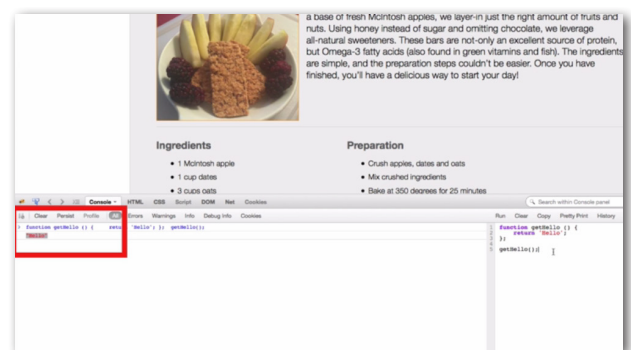 a base of fresh McIntosh apples, we layer-in just the right amount of fruits and
nuts. Using honey instead of sugar and omitting chocolate, we leverage
all-natural sweeteners. These bars are not-only an excellent source of protein,
but Omega-3 fatty acids (also found in green vitamins and fish). The ingredients
are simple, and the preparation steps couldn't be easier. Once you have
finished, you'll have a delicious way to start your day!
Ingredients
• 1 McIntosh apple
• 1 cup dates
• 3 cups oats
Preparation
• Crush apples, dates and oats
• Mix crushed ingredients
• Bake at 350 degrees for 25 minutes
Console HTML CSS Script DOM Net Cookies Search within Console panel
Clear Persist Profile All Errors Warnings Info Debug Info Cookies
function getHello () { return 'Hello'; }; getHello();
"Hello"
Run Clear Copy Pretty Print History
1 function getHello () {
2 return 'Hello';
3 };
4
5 getHello();